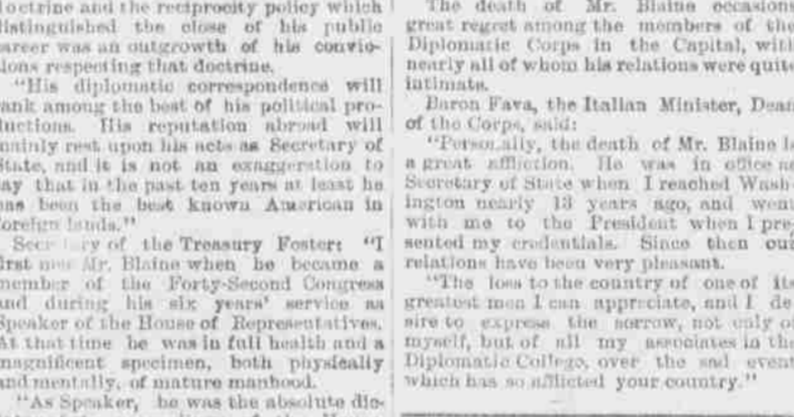 doctrine and the reciprocity policy which
distinguished the close of his public
career was an outgrowth of his convic-
tions respecting that doctrine.
"His diplomatic correspondence will
rank among the best of his political pro-
ductions. His reputation abroad will
mainly rest upon his acts as Secretary of
State, and it is not an exaggeration to
say that in the past ten years at least he
has been the best known American in
foreign lands."
Secretary of the Treasury Foster: "I
first met Mr. Blaine when he became a
member of the Forty-Second Congress
and during his six years' service as
Speaker of the House of Representatives.
At that time he was in full health and a
magnificent specimen, both physically
and mentally, of mature manhood.
"As Speaker, he was the absolute dic-
The death of Mr. Blaine occasions
great regret among the members of the
Diplomatic Corps in the Capital, with
nearly all of whom his relations were quite
intimate.
Baron Fava, the Italian Minister, Dean
of the Corps, said:
"Personally, the death of Mr. Blaine is
a great affliction. He was in office as
Secretary of State when I reached Wash-
ington nearly 13 years ago, and went
with me to the President when I pre-
sented my credentials. Since then our
relations have been very pleasant.
"The loss to the country of one of its
greatest men I can appreciate, and I de-
sire to express the sorrow, not only of
myself, but of all my associates in the
Diplomatic College, over the sad event
which has so afflicted your country."